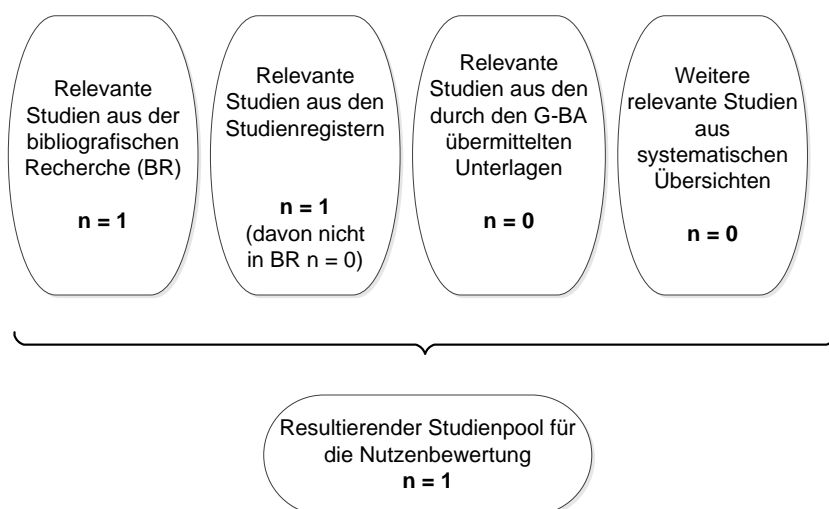 Relevante
Studien aus der
bibliografischen
Recherche (BR)
n = 1
Relevante
Studien aus den
Studienregistern
n = 1
(davon nicht
in BR n = 0)
Relevante
Studien aus den
durch den G-BA
übermittelten
Unterlagen
n = 0
Weitere
relevante Studien
aus
systematischen
Übersichten
n = 0
Resultierender Studienpool für
die Nutzenbewertung
n = 1